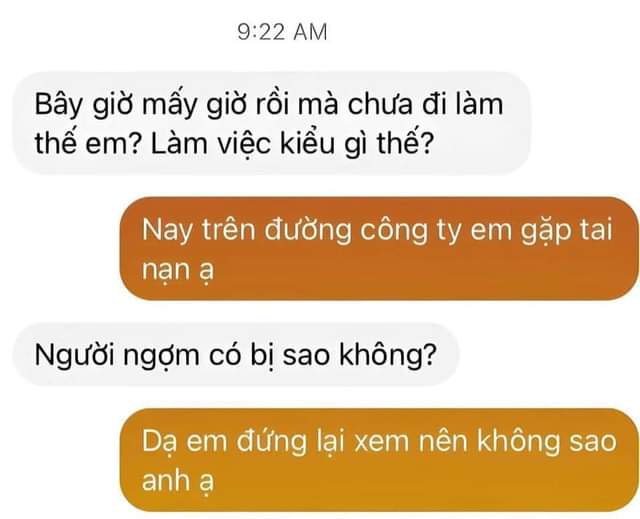 9:22 AM
Bây giờ mấy giờ rồi mà chưa đi làm
thế em? Làm việc kiểu gì thế?
Nay trên đường công ty em gặp tai
nạn ạ
Người ngợm có bị sao không?
Dạ em đứng lại xem nên không sao
anh ạ